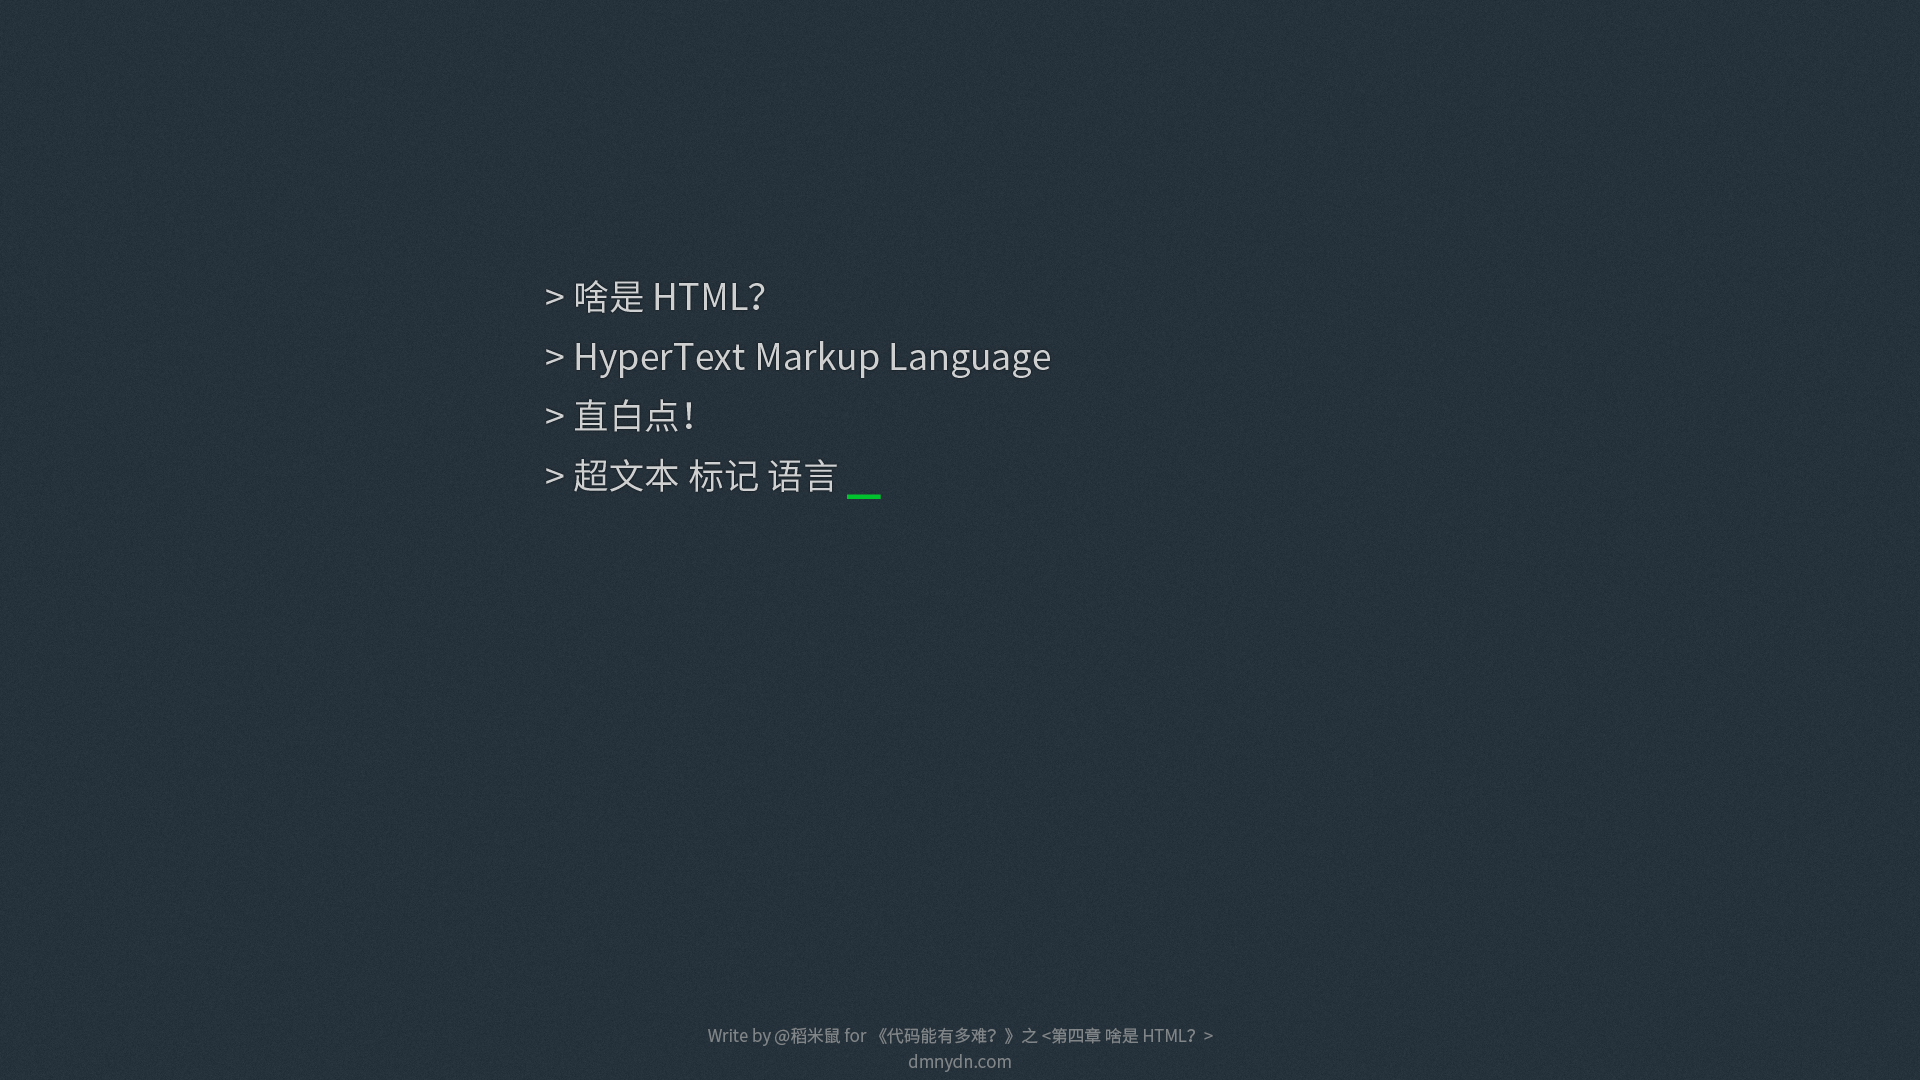 > 啥是 HTML?
> HyperText Markup Language
> 直白点!
> 超文本 标记 语言 _
Write by @稻米鼠 for 《代码能有多难? 》之 <第四章 啥是 HTML? >
dmnydn.com